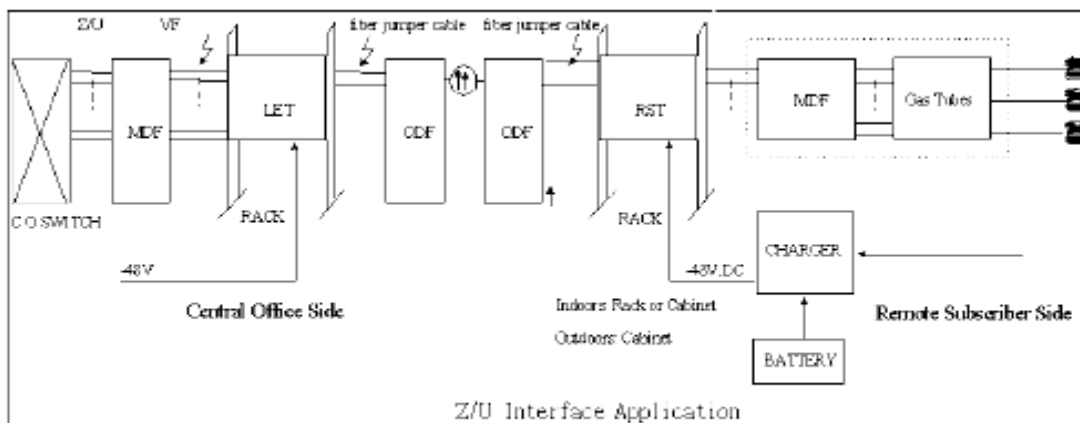 Z/U VF fiber jumper cable fiber jumper cable
LET RST
MDF ODF ODF MDF Gas Tubes
C O SWITCH RACK RACK
CHARGER
-48V -48V.DC
Central Office Side Indoors Rack or Cabinet Remote Subscriber Side
Outdoors Cabinet
BATTERY
Z/U Interface Application